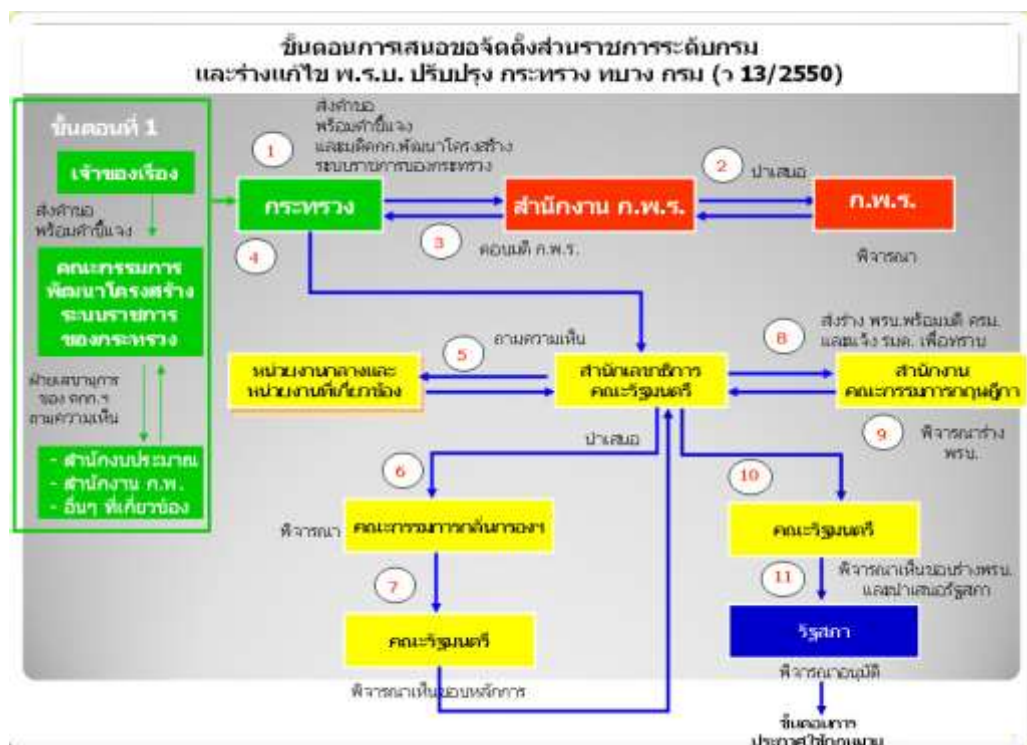 ขั้นตอนการเสนอขอจัดตั้งส่วนราชการระดับกรม
และร่างแก้ไข พ.ร.บ. ปรับปรุง กระทรวง ทบวง กรม (ว 13/2550)
ขั้นตอนที่ 1
เจ้าของเรื่อง
ส่งคำขอ
พร้อมคำชี้แจง
คณะกรรมการ
พัฒนาโครงสร้าง
ระบบราชการ
ของกระทรวง
ฝ่ายเลขานุการ
ของ คกก.ฯ
ถามความเห็น
- สำนักงบประมาณ
- สำนักงาน ก.พ.
- อื่นๆ ที่เกี่ยวข้อง
1
ส่งคำขอ
พร้อมคำชี้แจง
และมติคกก.พัฒนาโครงสร้าง
ระบบราชการของกระทรวง
กระทรวง
สำนักงาน ก.พ.ร.
2
นำเสนอ
ก.พ.ร.
พิจารณา
3
ตอบมติ ก.พ.ร.
4
5
ถามความเห็น
หน่วยงานกลางและ
หน่วยงานที่เกี่ยวข้อง
สำนักเลขาธิการ
คณะรัฐมนตรี
8
ส่งร่าง พรบ.พร้อมมติ ครม.
และแจ้ง รมต. เพื่อทราบ
สำนักงาน
คณะกรรมการกฤษฎีกา
9
พิจารณาร่าง
พรบ.
นำเสนอ
6
พิจารณา
คณะกรรมการกลั่นกรองฯ
7
คณะรัฐมนตรี
พิจารณาเห็นชอบหลักการ
10
คณะรัฐมนตรี
11
พิจารณาเห็นชอบร่างพรบ.
และนำเสนอรัฐสภา
รัฐสภา
พิจารณาอนุมัติ
ขั้นตอนการ
ประกาศใช้กฎหมาย